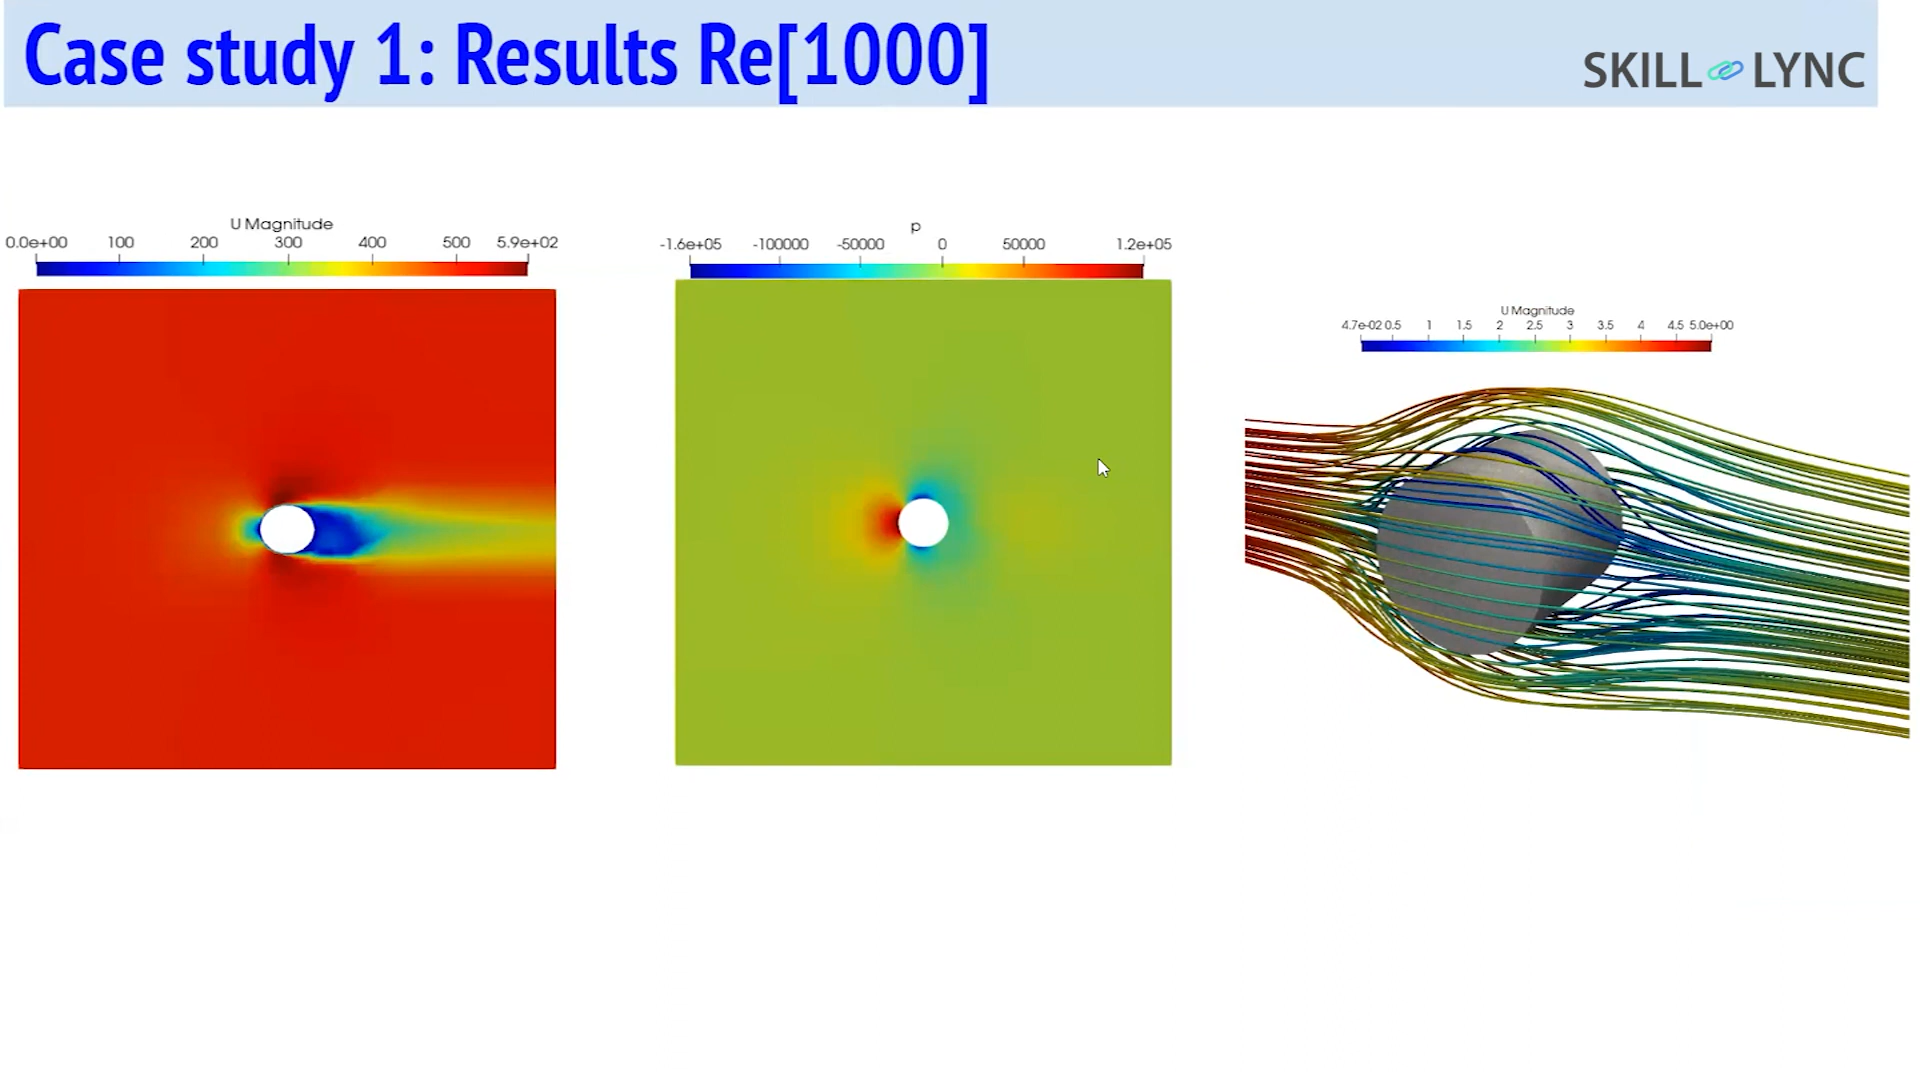 Case study 1: Results Re[1000]
SKILL LYNC
U Magnitude
0.0e+00 100 200 300 400 500 5.9e+02
p
-1.6e+05 -100000 -50000 0 50000 1.2e+05
U Magnitude
4.7e-02 0.5 1 1.5 2 2.5 3 3.5 4 4.5 5.0e+00